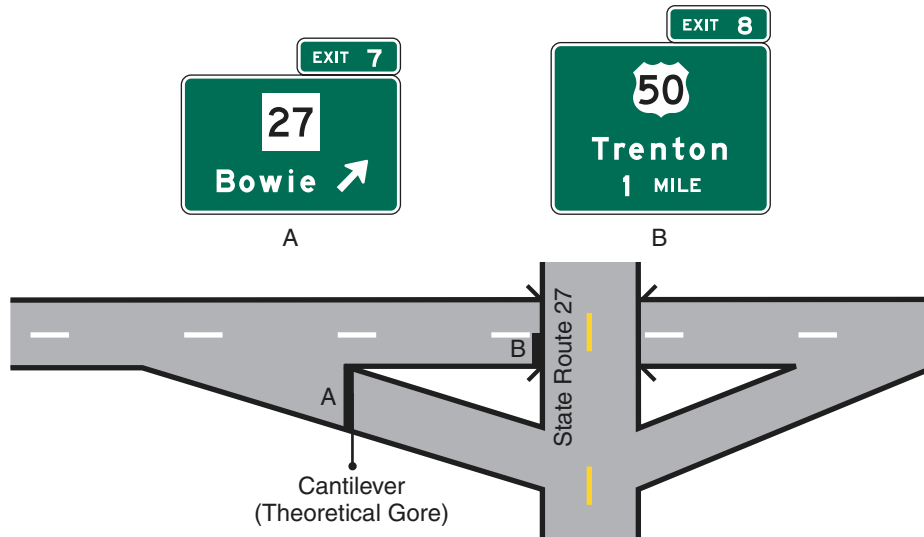 EXIT 7
27
Bowie
A
EXIT 8
50
Trenton
1 MILE
B
State Route 27
B
A
Cantilever
(Theoretical Gore)